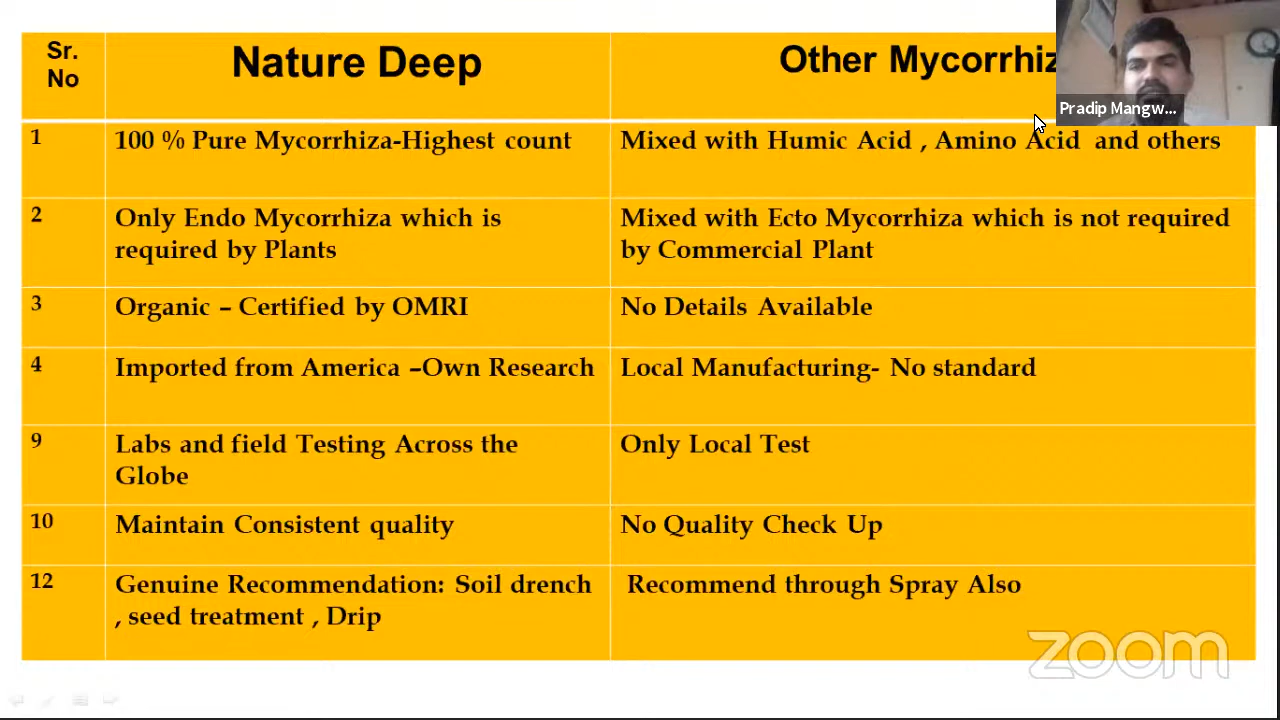 Sr.
No
Nature Deep
Other Mycorrhiz
Pradip Mangw...
1
100 % Pure Mycorrhiza-Highest count
Mixed with Humic Acid , Amino Acid and others
2
Only Endo Mycorrhiza which is
required by Plants
Mixed with Ecto Mycorrhiza which is not required
by Commercial Plant
3
Organic – Certified by OMRI
No Details Available
4
Imported from America –Own Research
Local Manufacturing- No standard
9
Labs and field Testing Across the
Globe
Only Local Test
10
Maintain Consistent quality
No Quality Check Up
12
Genuine Recommendation: Soil drench
, seed treatment , Drip
Recommend through Spray Also
zoom